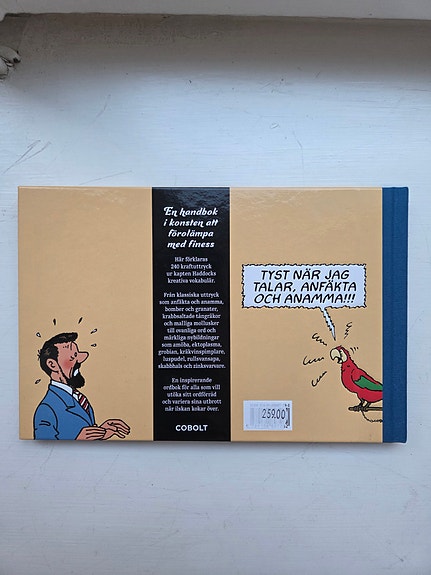 En handbok
i konsten att
förolämpa
med finess
Här förklaras
240 kraftuttryck
ur kapten Haddocks
kreativa vokabulär.
Från klassiska uttryck
som anfäkta och anamma,
bomber och granater,
krabbsaltade tångräkor
och malliga mollusker
till ovanliga ord och
märkliga nybildningar
som amöba, ektoplasma,
grobian, kräkvinspimplare,
luspudel, rullsvansapa,
skabbhals och zinksvarvare.
En inspirerande
ordbok för alla som vill
utöka sitt ordförråd
och variera sina utbrott
när ilskan kokar över.
COBOLT
TYST NÄR JAG
TALAR, ANFÄKTA
OCH ANAMMA!!!
259.00